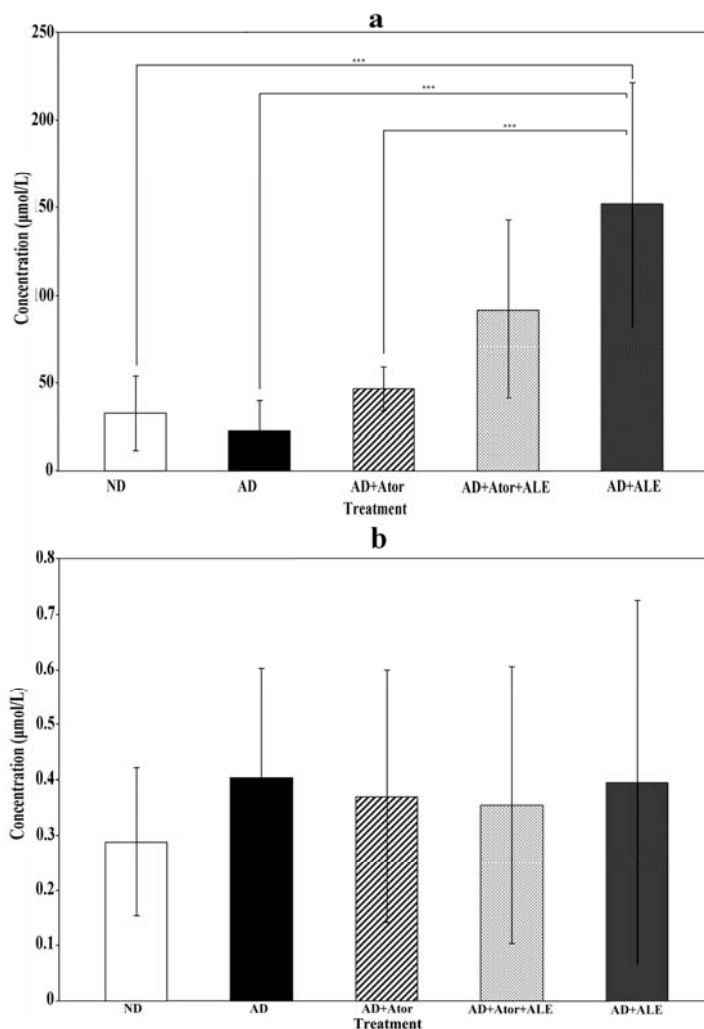 a
250
***
***
200
***
150
100
50
0
Concentration (μmol/L)
ND AD AD+Ator AD+Ator+ALE AD+ALE
Treatment
b
0.8
0.7
0.6
0.5
0.4
0.3
0.2
0.1
0
Concentration (μmol/L)
ND AD AD+Ator AD+Ator+ALE AD+ALE
Treatment